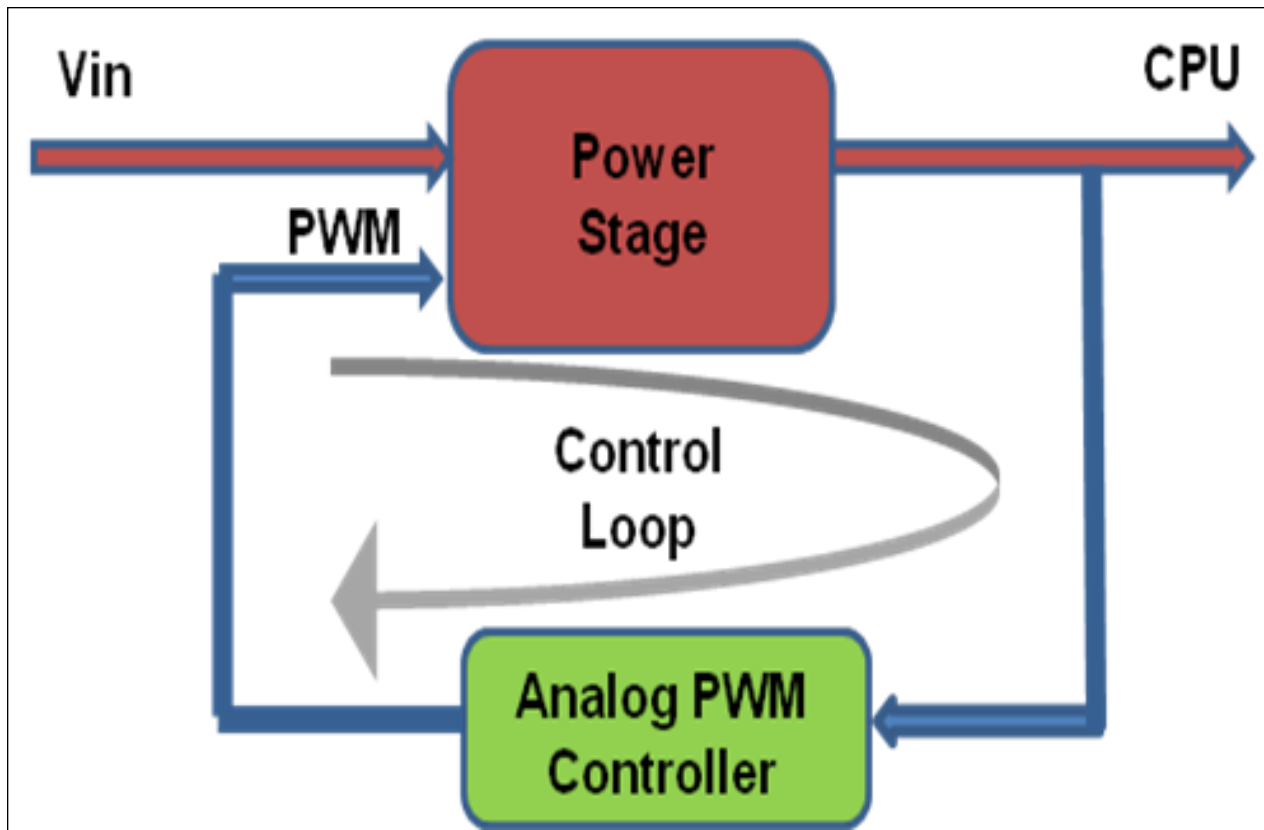 Vin
CPU
Power
Stage
PWM
Control
Loop
Analog PWM
Controller